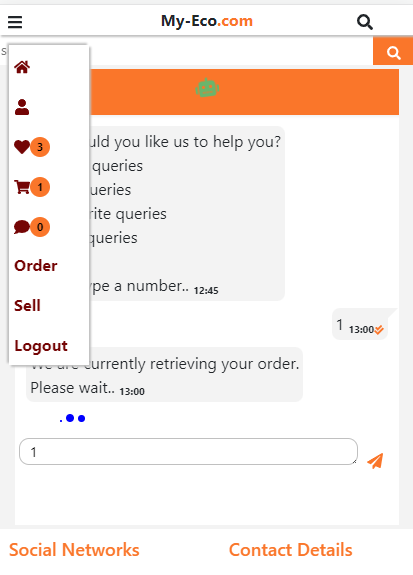 My-Eco.com
s
3
1
0
Order
Sell
Logout
uld you like us to help you?
queries
ueries
rite queries
queries
ype a number.. 12:45
1 13:00
We are currently retrieving your order.
Please wait.. 13:00
1
Social Networks
Contact Details